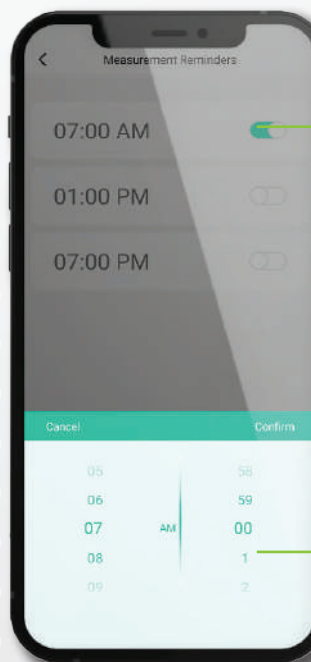 Measurement Reminders
07:00 AM
01:00 PM
07:00 PM
Cancel Confirm
05 58
06 59
07 AM 00
08 1
09 2